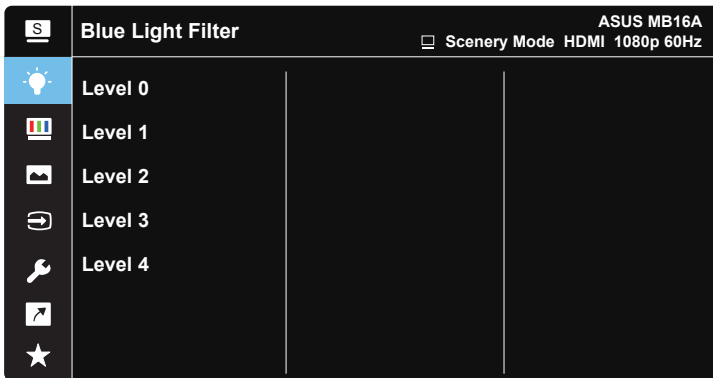 S
Blue Light Filter
ASUS MB16A
Scenery Mode HDMI 1080p 60Hz
Level 0
Level 1
Level 2
Level 3
Level 4